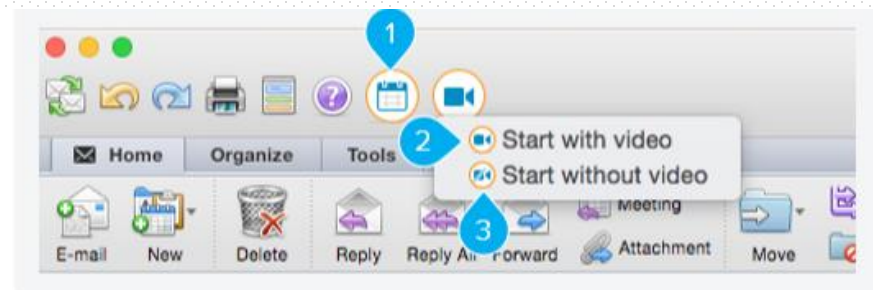 1
?
2
Start with video
Home Organize Tools
Start without video
3
Meeting
Admin
E-mail New Delete Reply Reply All Forward Attachment Move